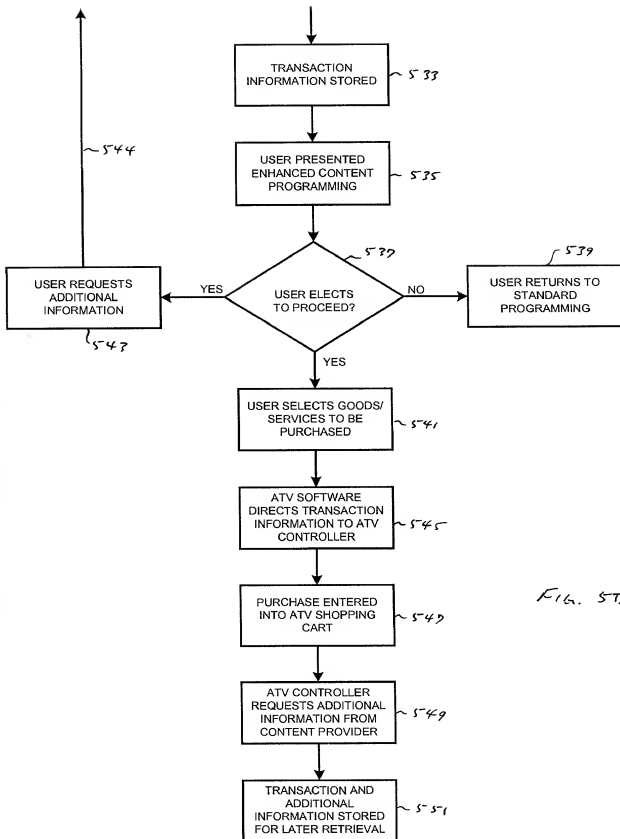 TRANSACTION
INFORMATION STORED
533
544
USER PRESENTED
ENHANCED CONTENT
PROGRAMMING
535
537
539
USER REQUESTS
ADDITIONAL
INFORMATION
543
YES
USER ELECTS
TO PROCEED?
NO
USER RETURNS TO
STANDARD
PROGRAMMING
YES
USER SELECTS GOODS/
SERVICES TO BE
PURCHASED
541
ATV SOFTWARE
DIRECTS TRANSACTION
INFORMATION TO ATV
CONTROLLER
545
PURCHASE ENTERED
INTO ATV SHOPPING
CART
547
FIG.
ATV CONTROLLER
REQUESTS ADDITIONAL
INFORMATION FROM
CONTENT PROVIDER
549
TRANSACTION AND
ADDITIONAL
INFORMATION STORED
FOR LATER RETRIEVAL
551